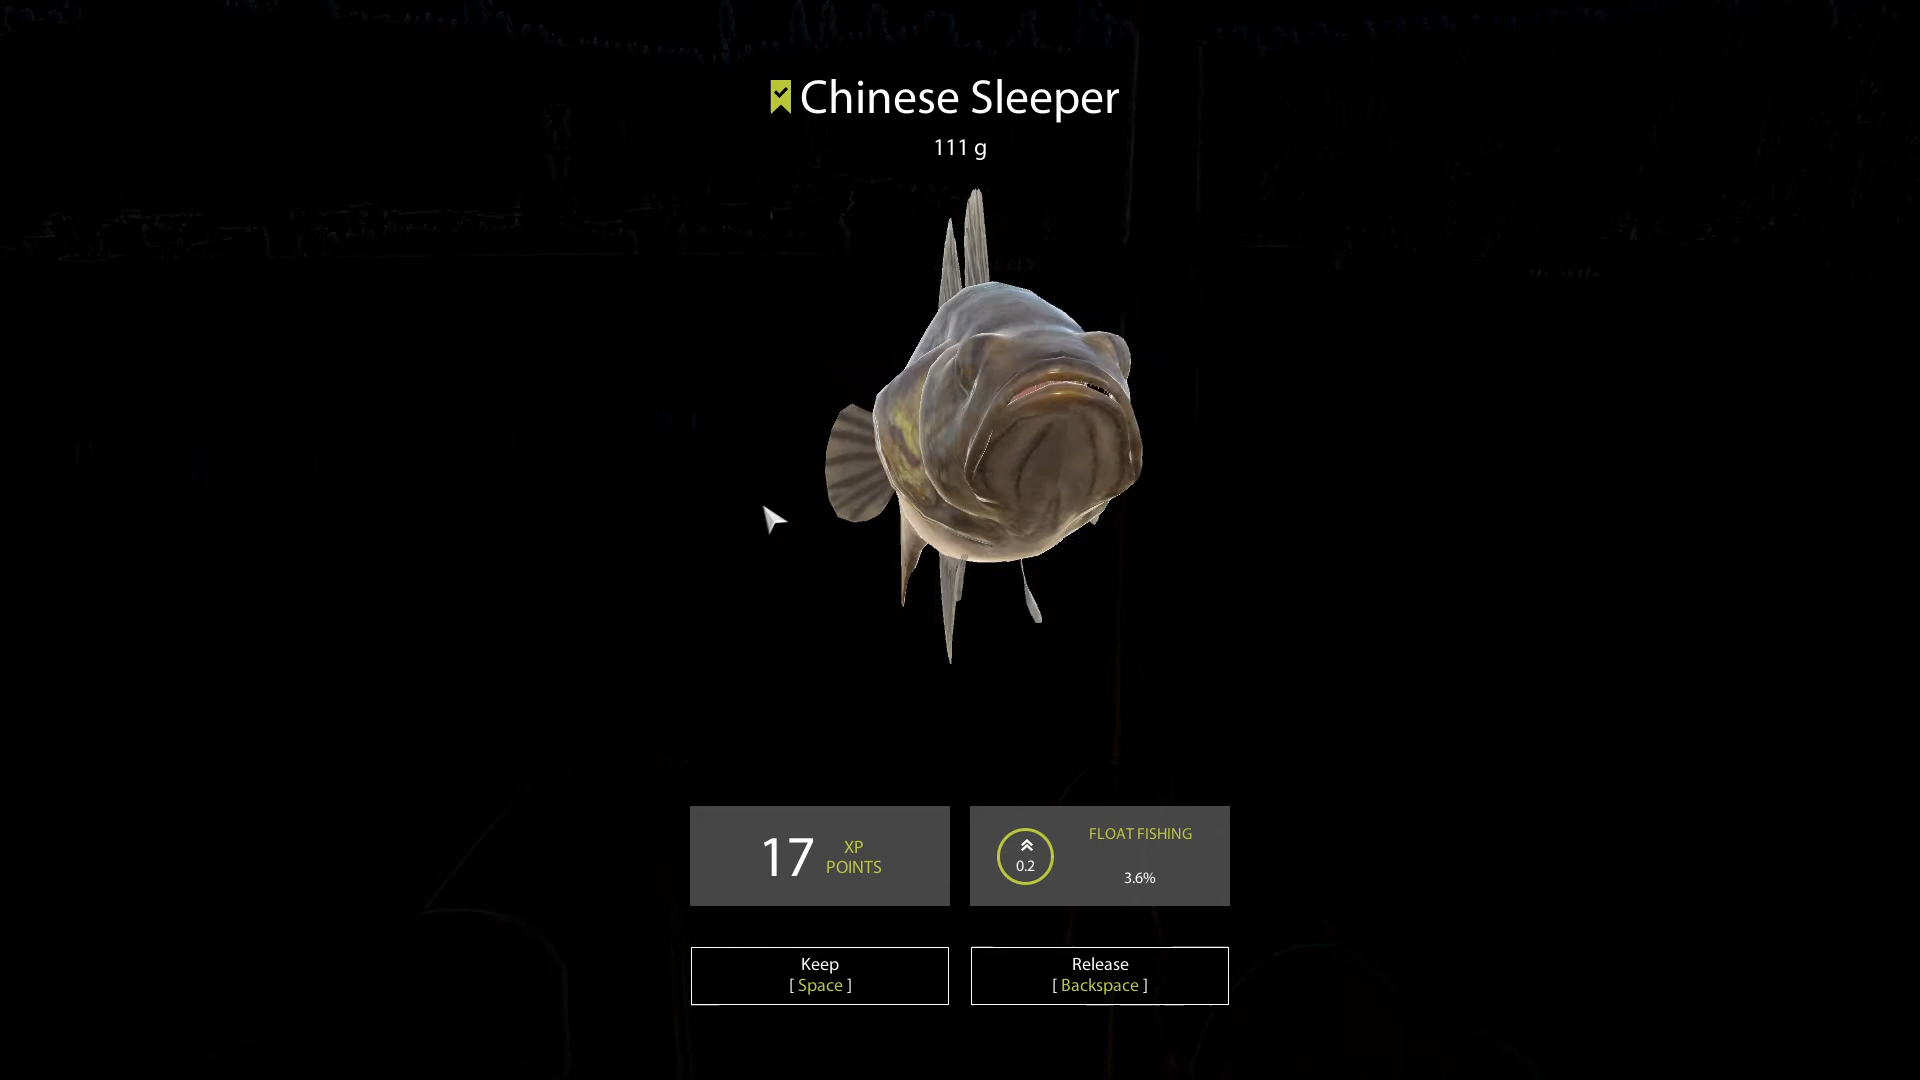 Chinese Sleeper
111 g
17
XP
POINTS
0.2
FLOAT FISHING
3.6%
Keep
[ Space ]
Release
[ Backspace ]